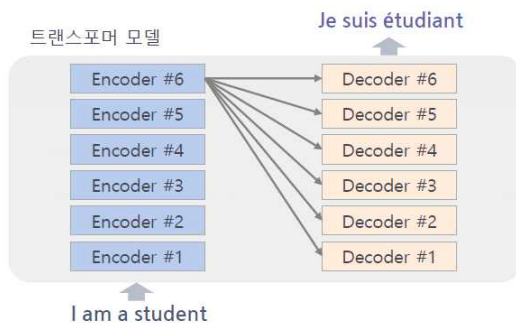 Je suis étudiant
트랜스포머 모델
Encoder #6
Decoder #6
Encoder #5
Decoder #5
Encoder #4
Decoder #4
Encoder #3
Decoder #3
Encoder #2
Decoder #2
Encoder #1
Decoder #1
I am a student